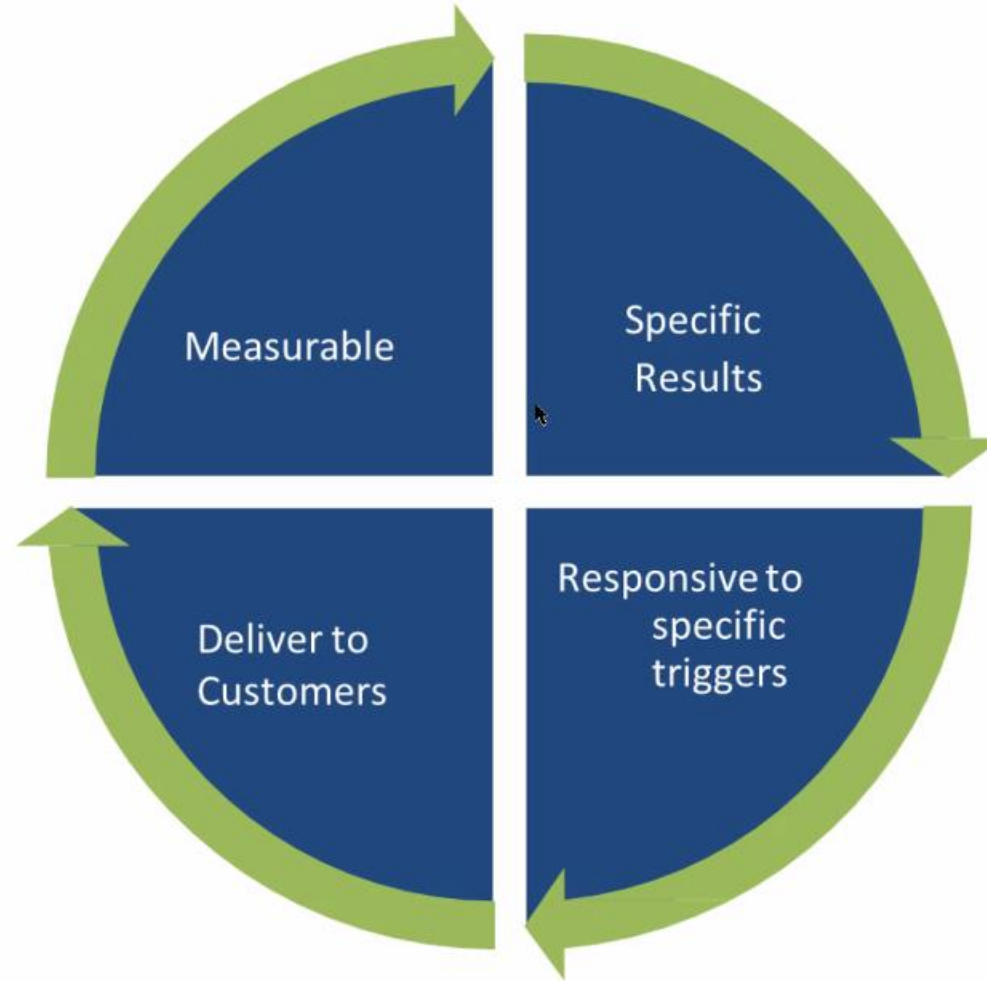 Measurable
Specific
Results
Deliver to
Customers
Responsive to
specific
triggers